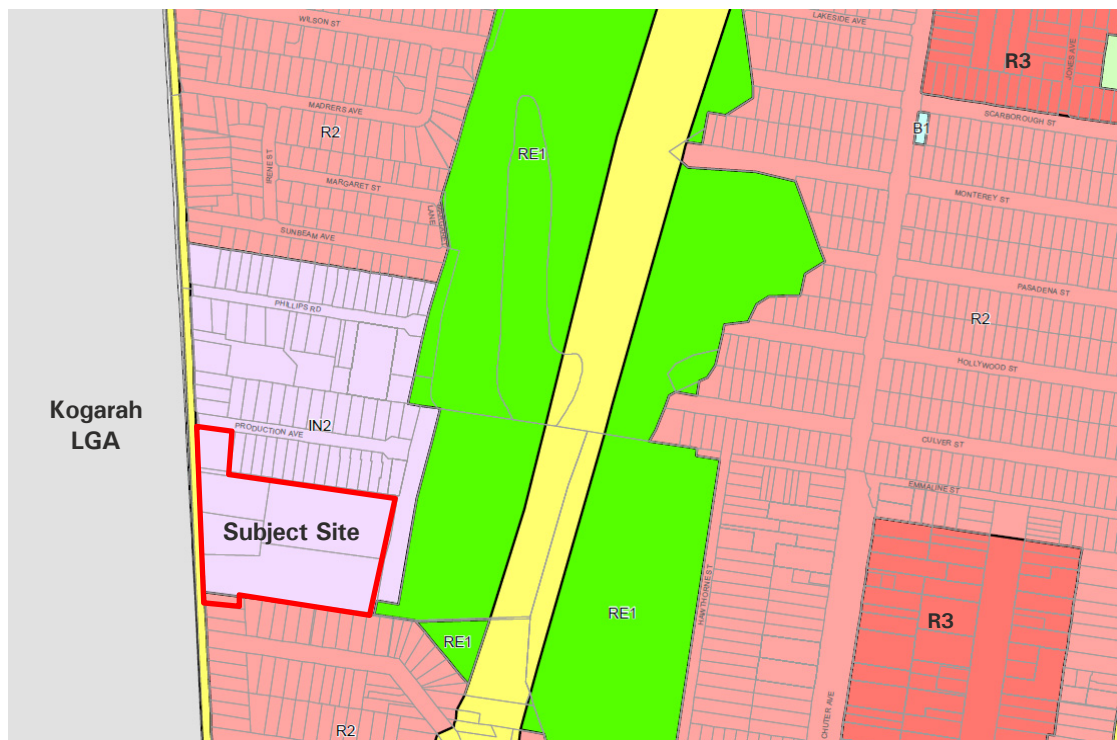 WILSON ST
LAKESIDE AVE
R3
JONES AVE
MADRERS AVE
SCARBOROUGH ST
R2
B1
RE1
IRENE ST
MARGARET ST
MONTEREY ST
LANE
SUNBEAM AVE
PASADENA ST
PHILLIPS RD
R2
HOLLYWOOD ST
Kogarah
LGA
PRODUCTION AVE
IN2
CULVER ST
EMMALINE ST
Subject Site
HAWTHORNE ST
RE1
R3
RE1
CHUTER AVE
R2